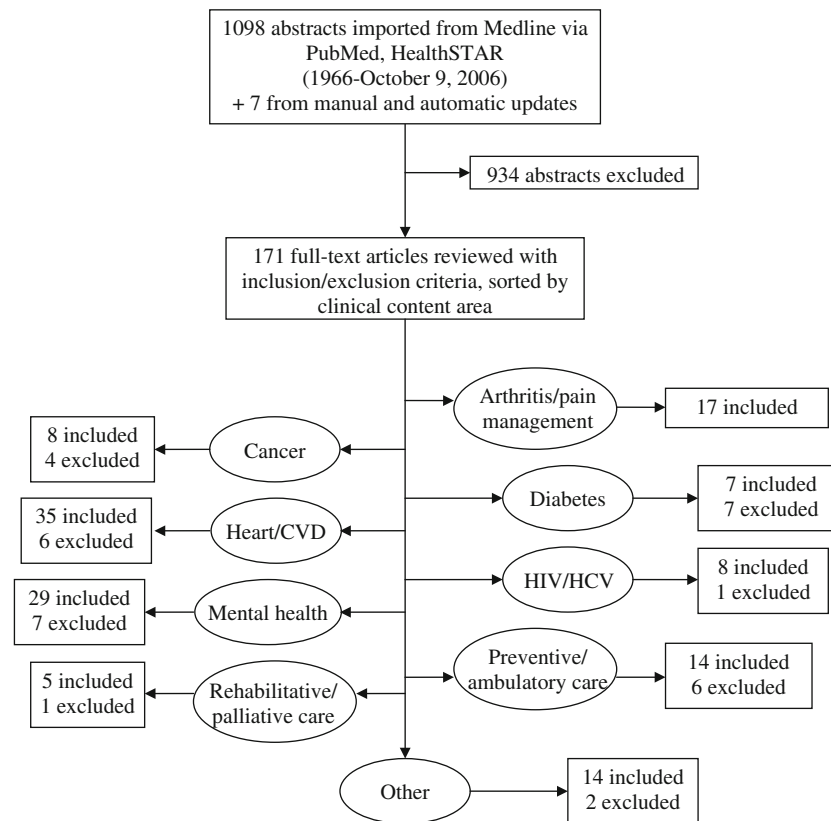 1098 abstracts imported from Medline via
PubMed, HealthSTAR
(1966-October 9, 2006)
+ 7 from manual and automatic updates
934 abstracts excluded
171 full-text articles reviewed with
inclusion/exclusion criteria, sorted by
clinical content area
Arthritis/pain
management
17 included
8 included
4 excluded
Cancer
Diabetes
7 included
7 excluded
35 included
6 excluded
Heart/CVD
HIV/HCV
8 included
1 excluded
29 included
7 excluded
Mental health
Preventive/
ambulatory care
14 included
6 excluded
5 included
1 excluded
Rehabilitative/
palliative care
Other
14 included
2 excluded